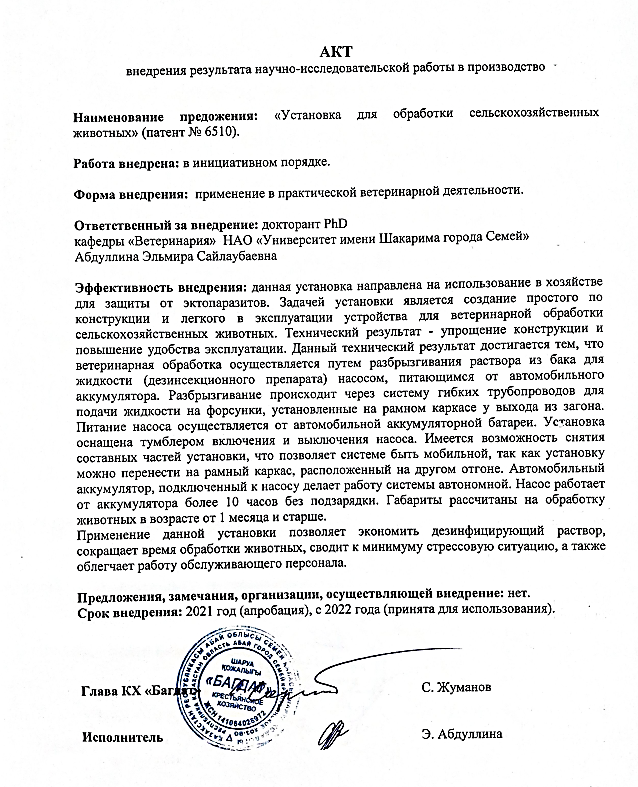 АКТ
внедрения результата научно-исследовательской работы в производство
Наименование предожения: «Установка для обработки сельскохозяйственных
животных» (патент № 6510).
Работа внедрена: в инициативном порядке.
Форма внедрения: применение в практической ветеринарной деятельности.
Ответственный за внедрение: докторант PhD
кафедры «Ветеринария» НАО «Университет имени Шакарима города Семей»
Абдуллина Эльмира Сайлаубаевна
Эффективность внедрения: данная установка направлена на использование в хозяйстве
для защиты от эктопаразитов. Задачей установки является создание простого по
конструкции и легкого в эксплуатации устройства для ветеринарной обработки
сельскохозяйственных животных. Технический результат - упрощение конструкции и
повышение удобства эксплуатации. Данный технический результат достигается тем, что
ветеринарная обработка осуществляется путем разбрызгивания раствора из бака для
жидкости (дезинсекционного препарата) насосом, питающимся от автомобильного
аккумулятора. Разбрызгивание происходит через систему гибких трубопроводов для
подачи жидкости на форсунки, установленные на рамном каркасе у выхода из загона.
Питание насоса осуществляется от автомобильной аккумуляторной батареи. Установка
оснащена тумблером включения и выключения насоса. Имеется возможность снятия
составных частей установки, что позволяет системе быть мобильной, так как установку
можно перенести на рамный каркас, расположенный на другом отгоне. Автомобильный
аккумулятор, подключенный к насосу делает работу системы автономной. Насос работает
от аккумулятора более 10 часов без подзарядки. Габариты рассчитаны на обработку
животных в возрасте от 1 месяца и старше.
Применение данной установки позволяет экономить дезинфицирующий раствор,
сокращает время обработки животных, сводит к минимуму стрессовую ситуацию, а также
облегчает работу обслуживающего персонала.
Предложения, замечания, организации, осуществляющей внедрение: нет.
Срок внедрения: 2021 год (апробация), с 2022 года (принята для использования).
ШАРУА
ҚОЖАЛЫҒЫ
«БАГДАТ»
КРЕСТЬЯНСКОЕ
ХОЗЯЙСТВО
Глава КХ «Багдат»
С. Жуманов
Исполнитель
Э. Абдуллина